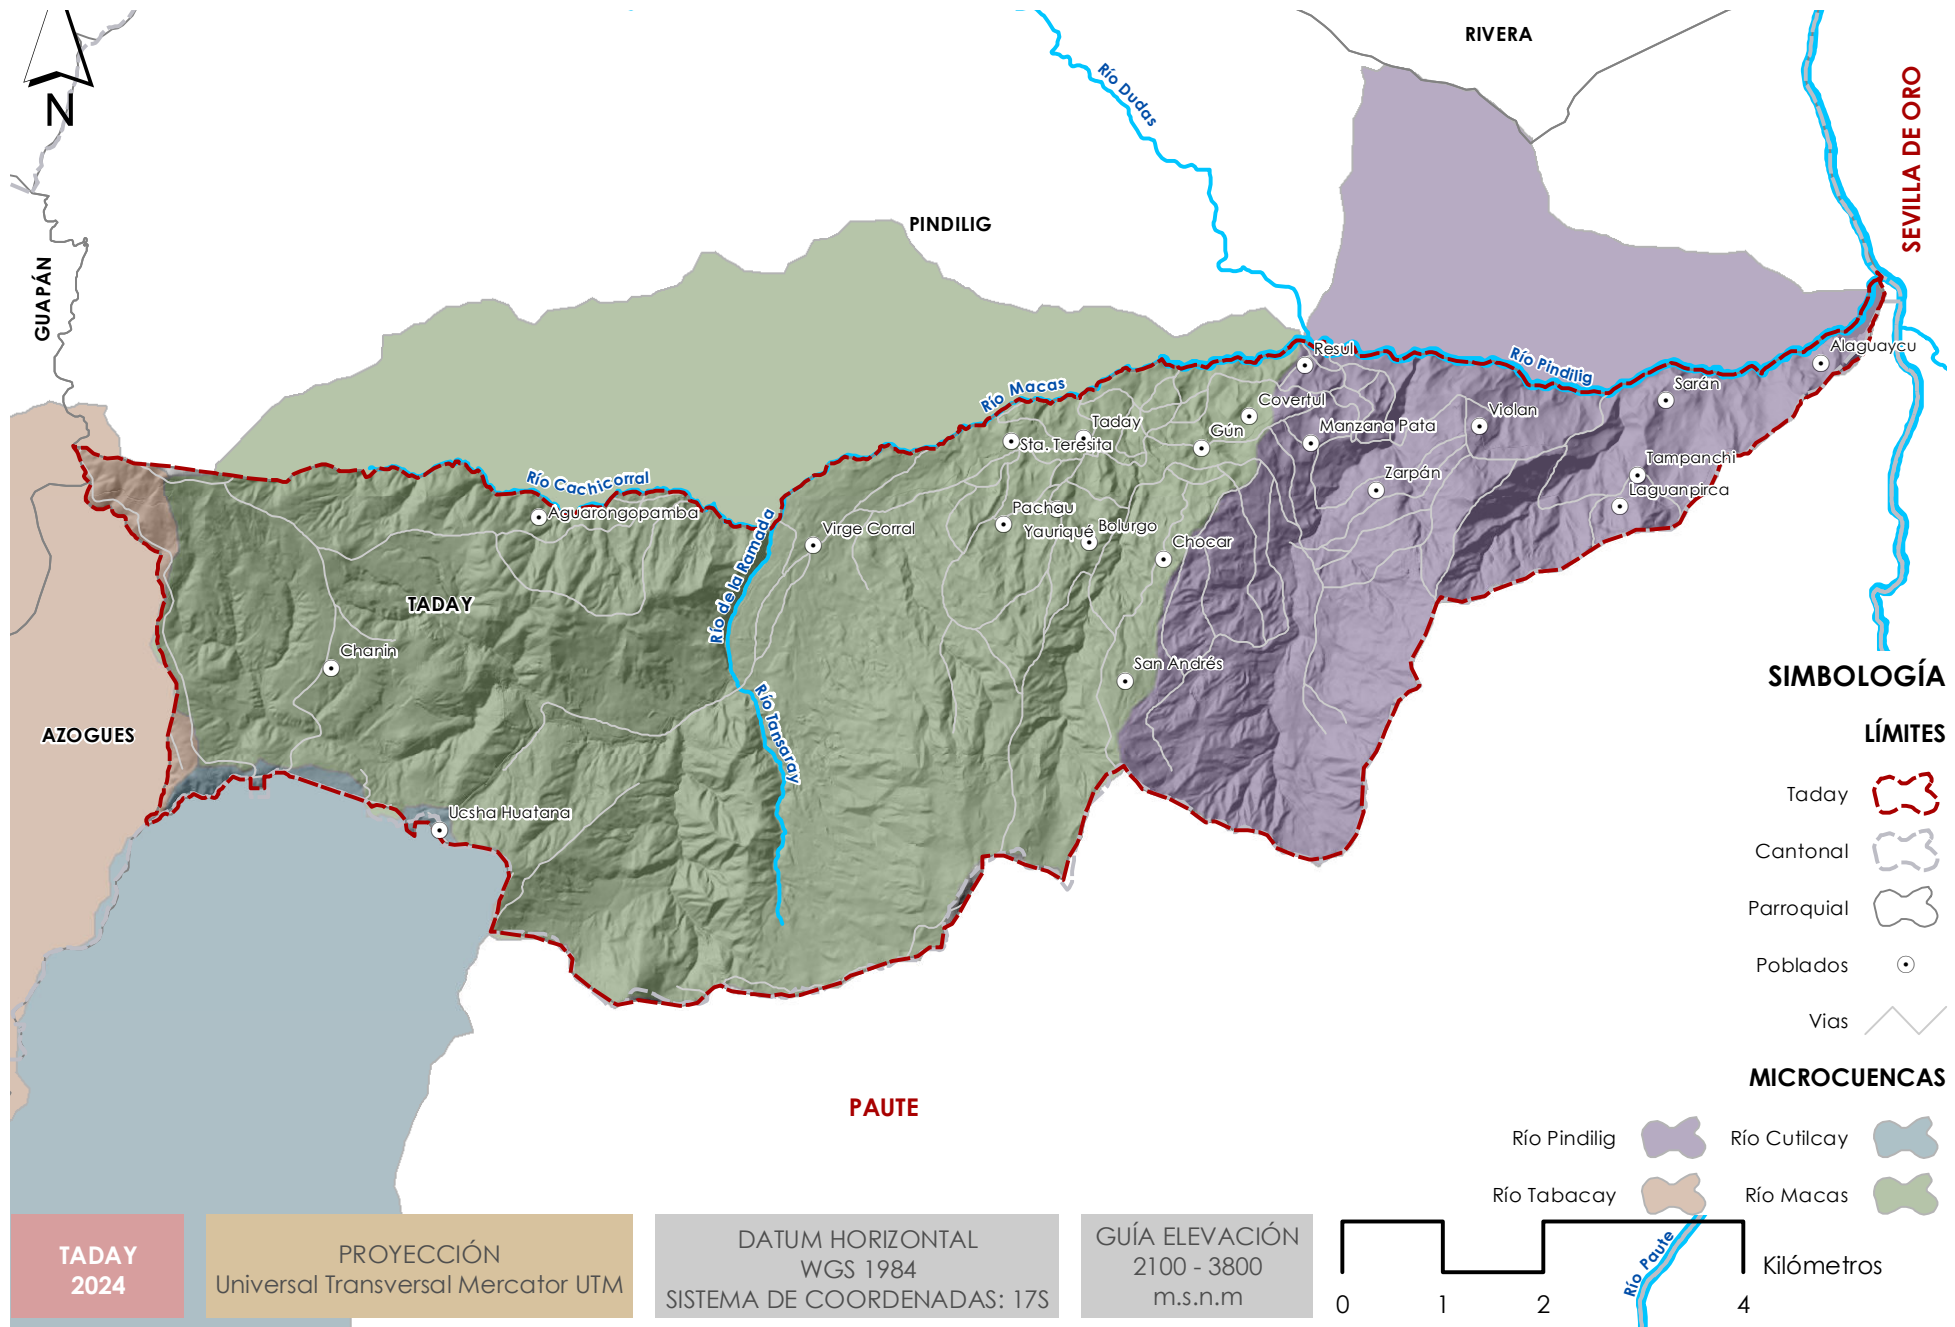 N
RIVERA
SEVILLA DE ORO
Río Dudas
PINDILIG
GUAPÁN
Resul
Río Pindilig
Alaguaycu
Río Macas
Sarán
Covertul
Violan
Taday
Gún
Manzana Pata
Sta. Teresita
Tampanchi
Zarpán
Río Cachicorral
Laguanpirca
Aguarongopamba
Pachau
Virge Corral
Yauriqué
Bolurgo
Chocar
Río de la Ramada
TADAY
Chanin
San Andrés
Río Tansaray
AZOGUES
Ucsha Huatana
PAUTE
SIMBOLOGÍA
LÍMITES
Taday
Cantonal
Parroquial
Poblados
Vias
MICROCUENCAS
Río Pindilig
Río Cutilcay
Río Tabacay
Río Macas
TADAY
2024
PROYECCIÓN
Universal Transversal Mercator UTM
DATUM HORIZONTAL
WGS 1984
SISTEMA DE COORDENADAS: 17S
GUÍA ELEVACIÓN
2100 - 3800
m.s.n.m
Río Paute
Kilómetros
0 1 2 4